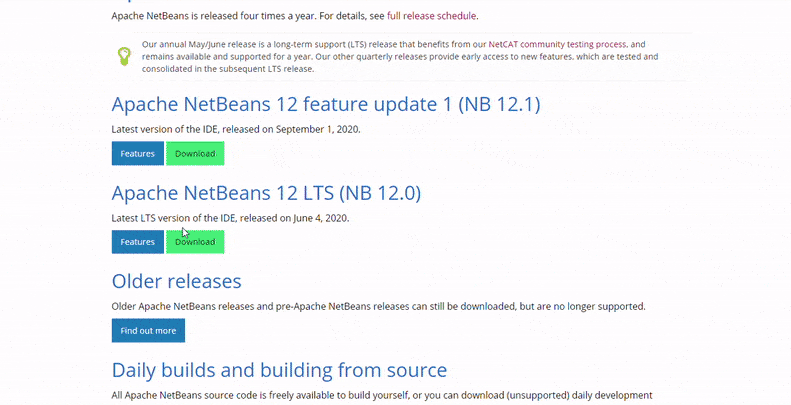 Apache NetBeans is released four times a year. For details, see full release schedule.
Our annual May/June release is a long-term support (LTS) release that benefits from our NetCAT community testing process, and
remains available and supported for a year. Our other quarterly releases provide early access to new features, which are tested and
consolidated in the subsequent LTS release.
Apache NetBeans 12 feature update 1 (NB 12.1)
Latest version of the IDE, released on September 1, 2020.
Features Download
Apache NetBeans 12 LTS (NB 12.0)
Latest LTS version of the IDE, released on June 4, 2020.
Features Download
Older releases
Older Apache NetBeans releases and pre-Apache NetBeans releases can still be downloaded, but are no longer supported.
Find out more
Daily builds and building from source
All Apache NetBeans source code is freely available to build yourself, or you can download (unsupported) daily development